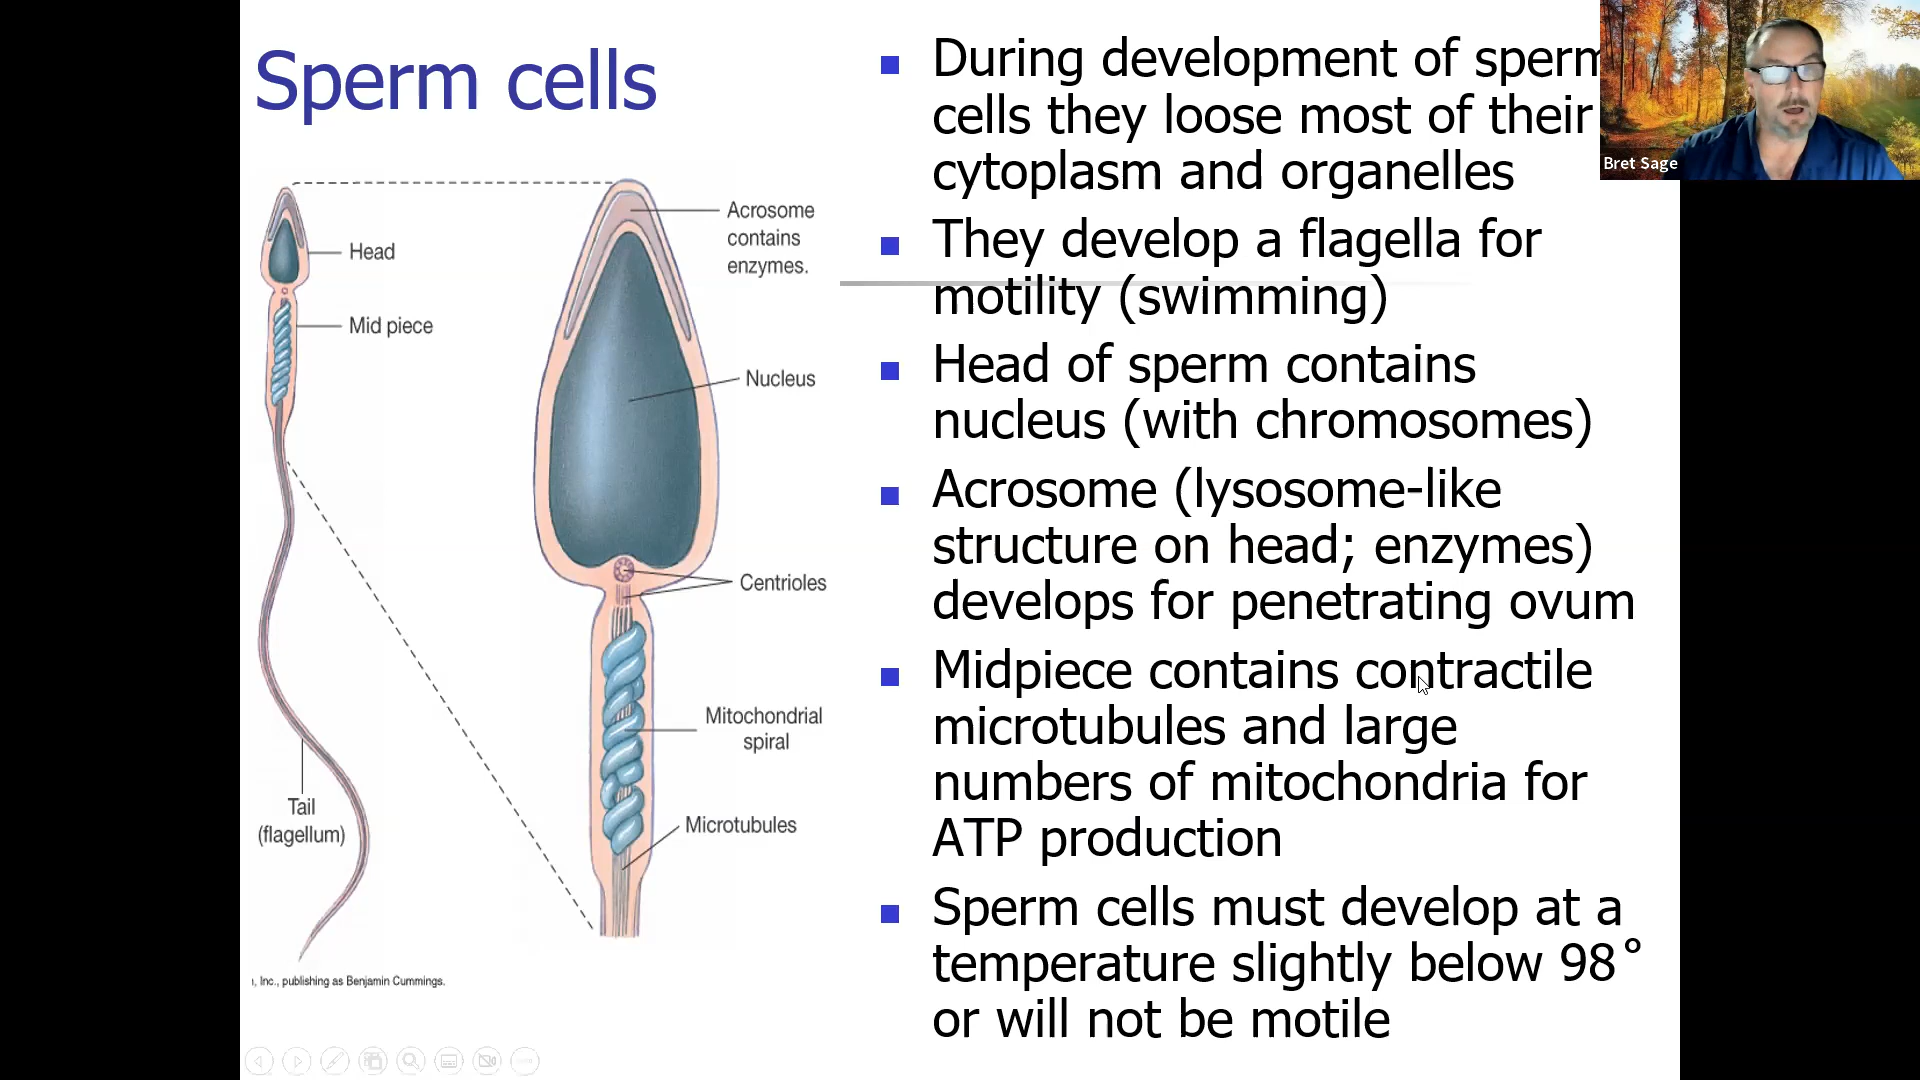 Sperm cells
During development of sperm
cells they loose most of their
cytoplasm and organelles
They develop a flagella for
motility (swimming)
Head of sperm contains
nucleus (with chromosomes)
Acrosome (lysosome-like
structure on head; enzymes)
develops for penetrating ovum
Midpiece contains contractile
microtubules and large
numbers of mitochondria for
ATP production
Sperm cells must develop at a
temperature slightly below 98°
or will not be motile
Head
Mid piece
Tail
(flagellum)
Acrosome
contains
enzymes.
Nucleus
Centrioles
Mitochondrial
spiral
Microtubules
, Inc., publishing as Benjamin Cummings.
Bret Sage